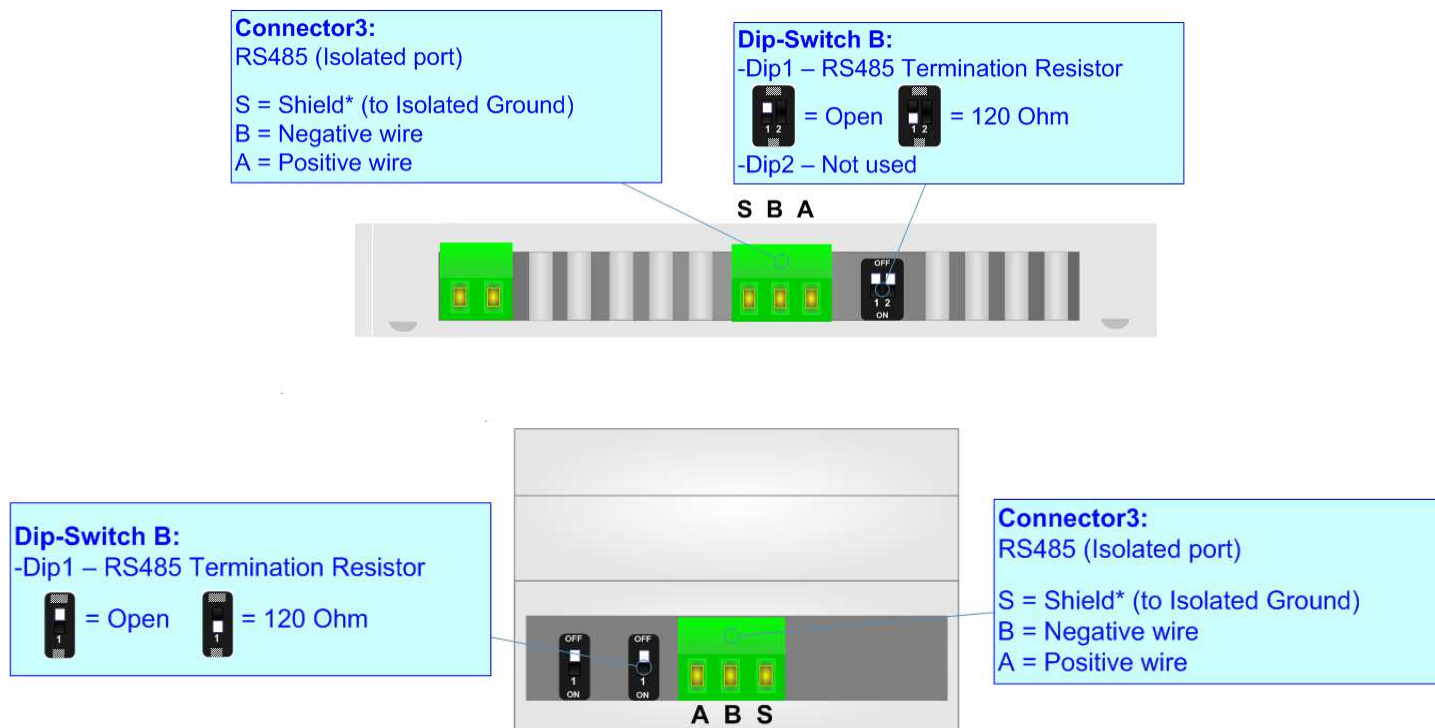 Connector3:
RS485 (Isolated port)
S = Shield* (to Isolated Ground)
B = Negative wire
A = Positive wire
Dip-Switch B:
-Dip1 – RS485 Termination Resistor
1 2 = Open 1 2 = 120 Ohm
-Dip2 – Not used
S B A
OFF
1 2
ON
Dip-Switch B:
-Dip1 – RS485 Termination Resistor
1 = Open 1 = 120 Ohm
Connector3:
RS485 (Isolated port)
S = Shield* (to Isolated Ground)
B = Negative wire
A = Positive wire
OFF OFF
1 1
ON ON
A B S